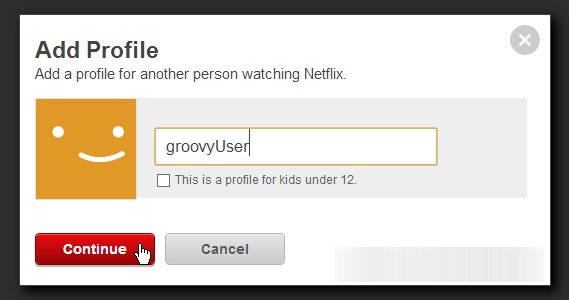 Add Profile
Add a profile for another person watching Netflix.
groovyUser
This is a profile for kids under 12.
Continue
Cancel